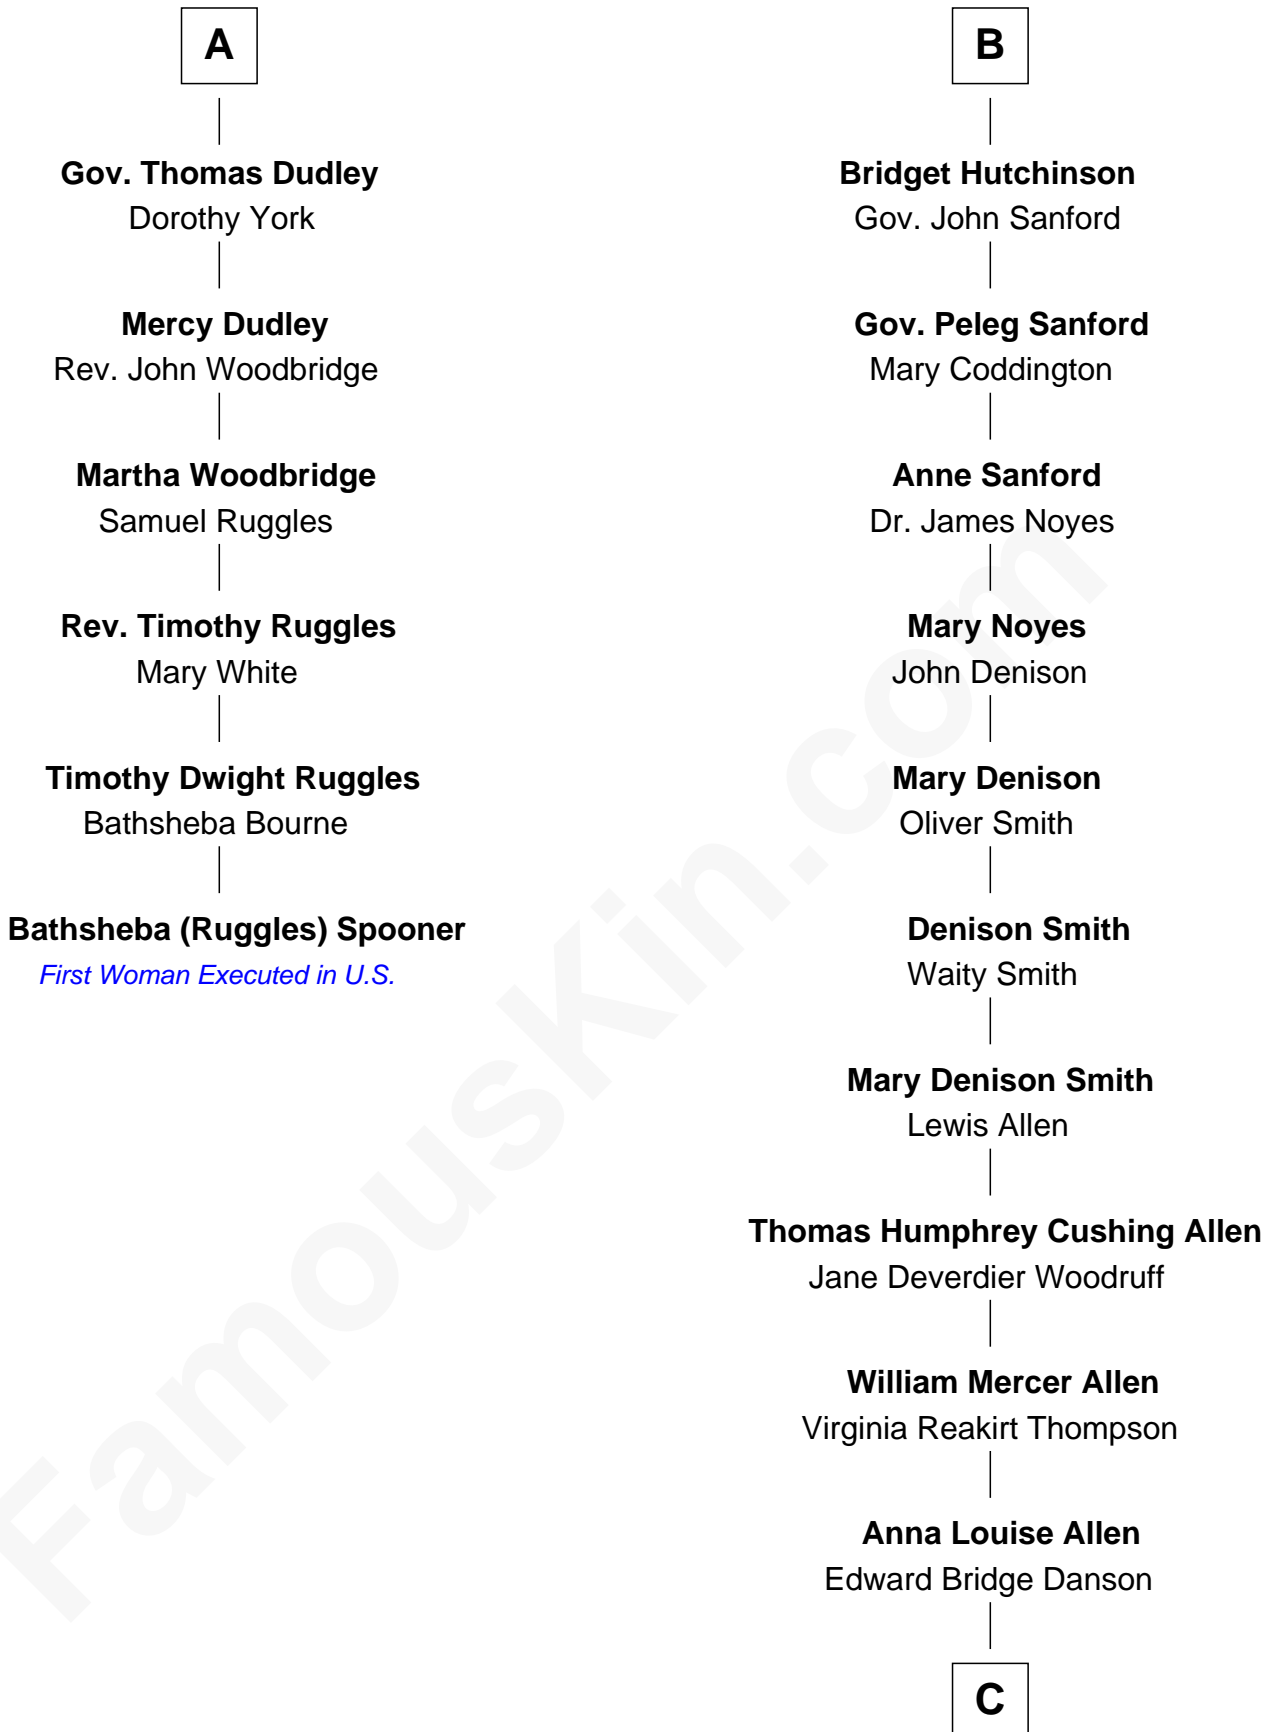 A
Gov. Thomas Dudley
Dorothy York
Mercy Dudley
Rev. John Woodbridge
Martha Woodbridge
Samuel Ruggles
Rev. Timothy Ruggles
Mary White
Timothy Dwight Ruggles
Bathsheba Bourne
Bathsheba (Ruggles) Spooner
First Woman Executed in U.S.
B
Bridget Hutchinson
Gov. John Sanford
Gov. Peleg Sanford
Mary Coddington
Anne Sanford
Dr. James Noyes
Mary Noyes
John Denison
Mary Denison
Oliver Smith
Denison Smith
Waity Smith
Mary Denison Smith
Lewis Allen
Thomas Humphrey Cushing Allen
Jane Deverdier Woodruff
William Mercer Allen
Virginia Reakirt Thompson
Anna Louise Allen
Edward Bridge Danson
C
FamousKin.com